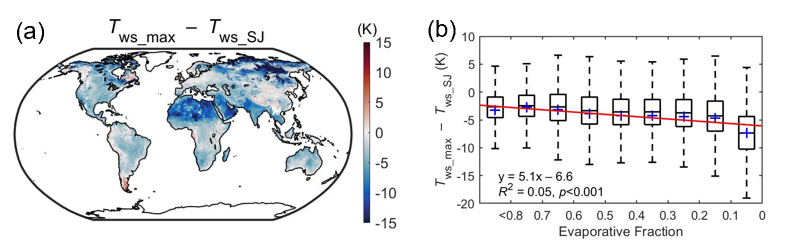 (a)
T_ws_max − T_ws_SJ
(K)
15
10
5
0
-5
-10
-15
(b)
T_ws_max − T_ws_SJ (K)
10
5
0
-5
-10
-15
-20
y = 5.1x − 6.6
R² = 0.05, p<0.001
<0.8 0.7 0.6 0.5 0.4 0.3 0.2 0.1 0
Evaporative Fraction